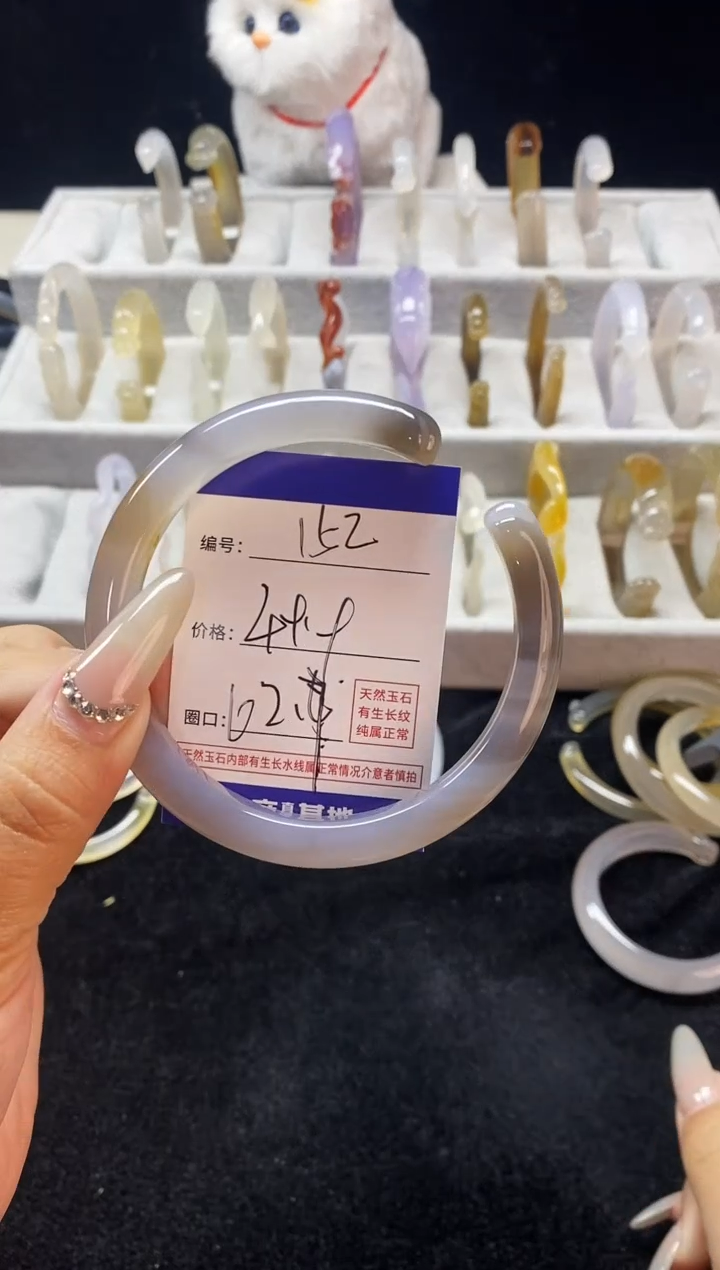 编号: 152
价格:
圈口: 62.
天然玉石
有生长纹
纯属正常
天然玉石内部有生长水线属正常情况介意者慎拍
基地